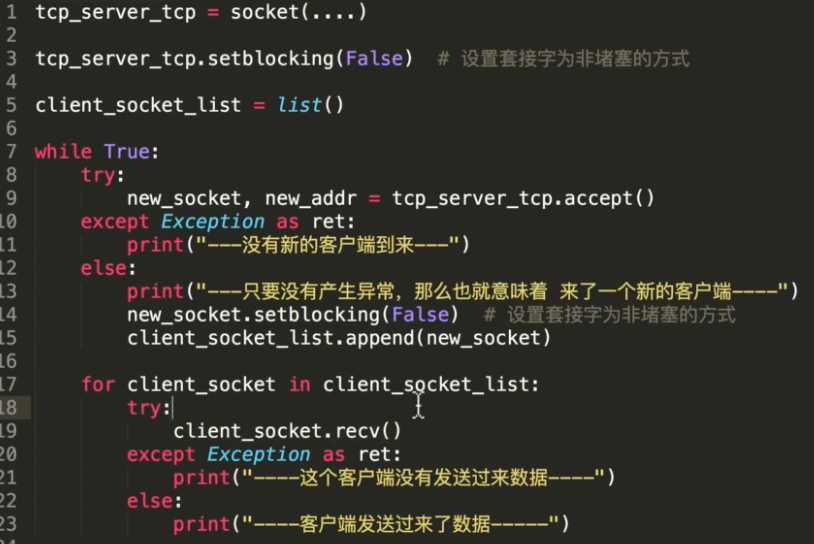 1 tcp_server_tcp = socket(....)
2
3 tcp_server_tcp.setblocking(False)  # 设置套接字为非堵塞的方式
4
5 client_socket_list = list()
6
7 while True:
8     try:
9         new_socket, new_addr = tcp_server_tcp.accept()
10     except Exception as ret:
11         print("---没有新的客户端到来---")
12     else:
13         print("---只要没有产生异常，那么也就意味着 来了一个新的客户端----")
14         new_socket.setblocking(False)  # 设置套接字为非堵塞的方式
15         client_socket_list.append(new_socket)
16
17     for client_socket in client_socket_list:
18         try:
19             client_socket.recv()
20         except Exception as ret:
21             print("----这个客户端没有发送过来数据----")
22         else:
23             print("----客户端发送过来了数据-----")